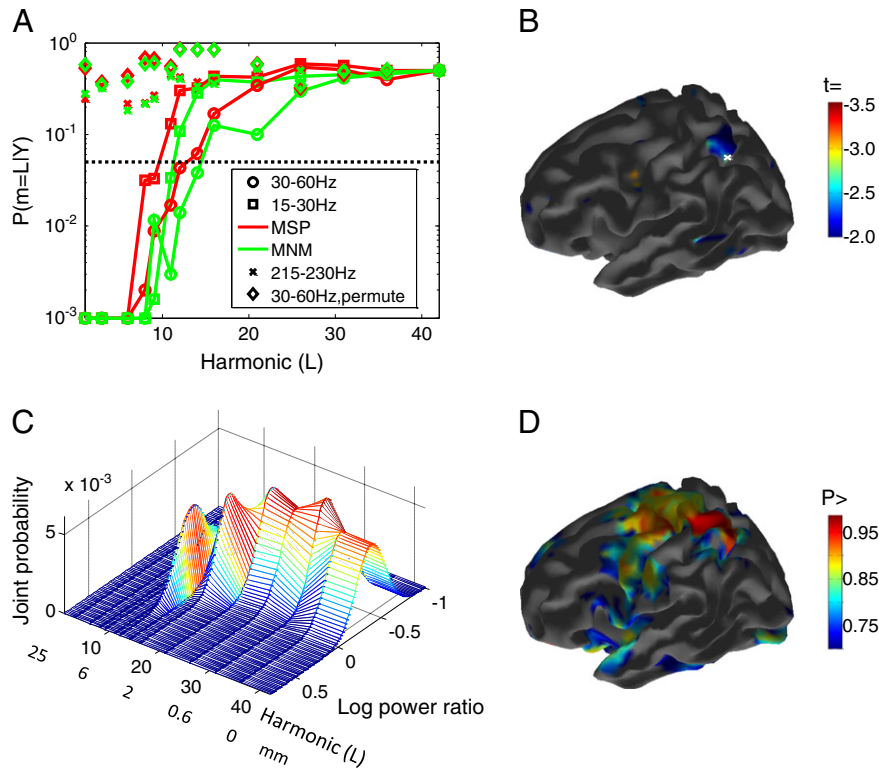 A
10⁰
10⁻¹
10⁻²
10⁻³
P(m=L|Y)
30-60Hz
15-30Hz
MSP
MNM
215-230Hz
30-60Hz,permute
10 20 30 40
Harmonic (L)
B
t=
-3.5
-3.0
-2.5
-2.0
C
x 10⁻³
5
0
Joint probability
10 20 30 40
25 6 2 0.6 0 mm
Harmonic (L)
0.5 0 -0.5 -1
Log power ratio
D
P>
0.95
0.85
0.75